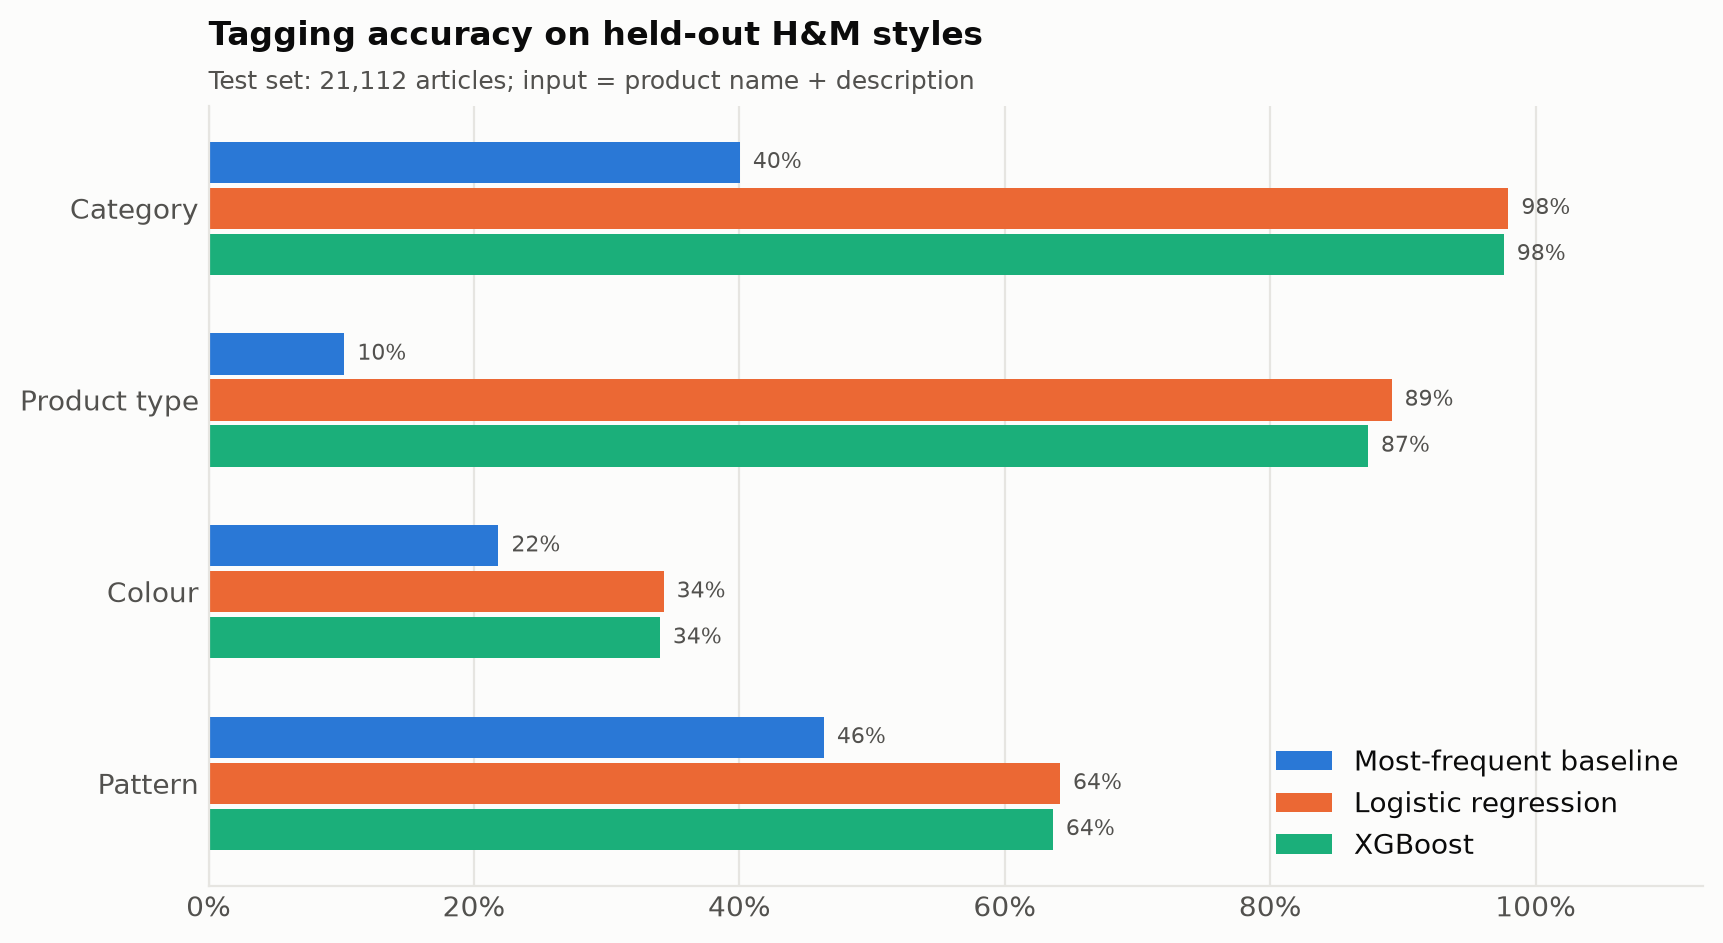 Tagging accuracy on held-out H&M styles
Test set: 21,112 articles; input = product name + description
Category
40%
98%
98%
Product type
10%
89%
87%
Colour
22%
34%
34%
Pattern
46%
64%
64%
Most-frequent baseline
Logistic regression
XGBoost
0% 20% 40% 60% 80% 100%